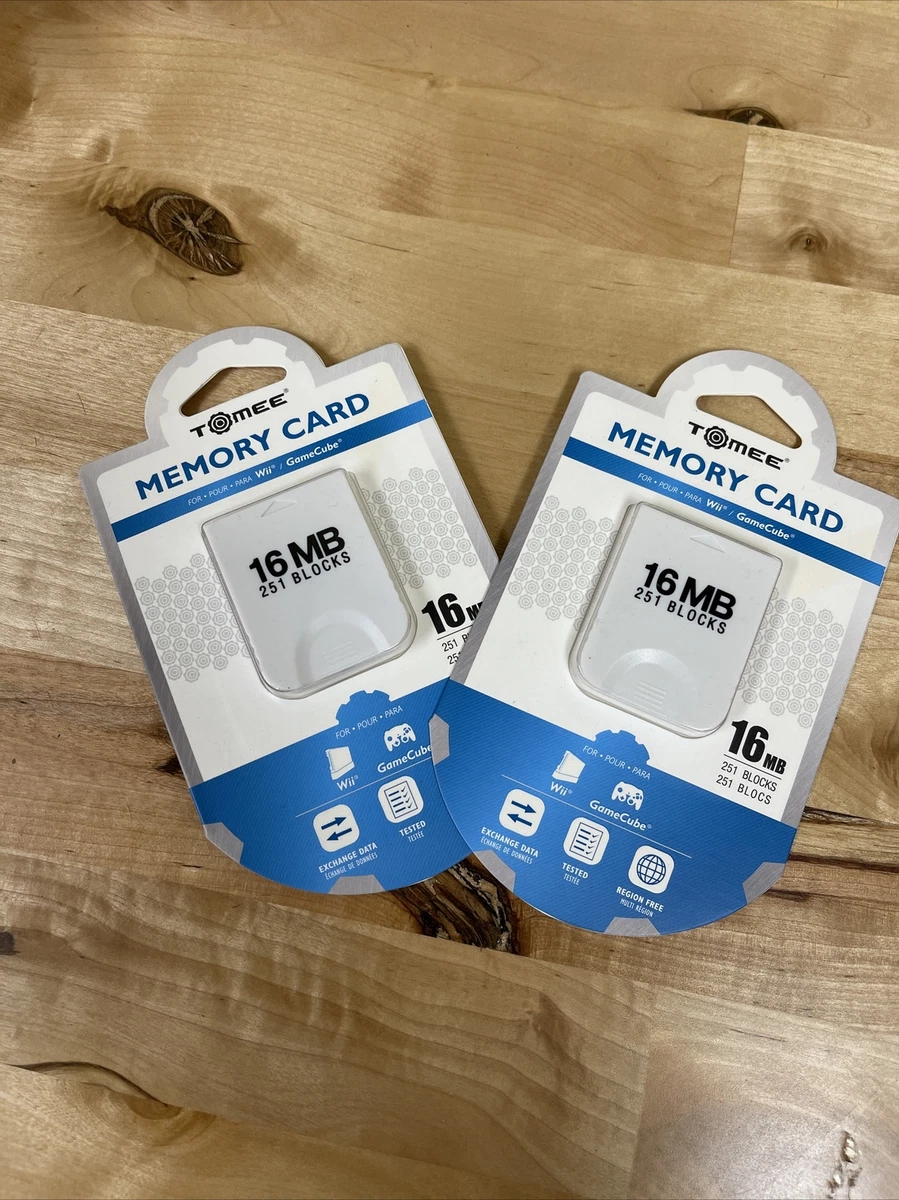 TOMEE®
MEMORY CARD
FOR • POUR • PARA Wii® / GameCube®
16 MB
251 BLOCKS
16
251
FOR • POUR • PARA
Wii®
GameCube
EXCHANGE DATA
ÉCHANGE DE DONNÉES
TESTED
TESTÉE
TOMEE®
MEMORY CARD
FOR • POUR • PARA Wii® / GameCube®
16 MB
251 BLOCKS
16MB
251 BLOCKS
251 BLOCS
FOR • POUR • PARA
Wii®
GameCube®
EXCHANGE DATA
ÉCHANGE DE DONNÉES
TESTED
TESTÉE
REGION FREE
MULTI RÉGION